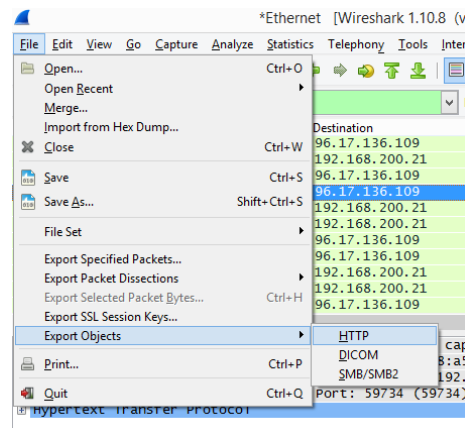 *Ethernet [Wireshark 1.10.8 (v
File Edit View Go Capture Analyze Statistics Telephony Tools Inter
Open... Ctrl+O
Open Recent
Merge...
Import from Hex Dump...
Close Ctrl+W
Save Ctrl+S
Save As... Shift+Ctrl+S
File Set
Export Specified Packets...
Export Packet Dissections
Export Selected Packet Bytes... Ctrl+H
Export SSL Session Keys...
Export Objects
Print... Ctrl+P
Quit Ctrl+Q
HTTP
DICOM
SMB/SMB2
Destination
96.17.136.109
192.168.200.21
96.17.136.109
96.17.136.109
192.168.200.21
192.168.200.21
96.17.136.109
192.168.200.21
192.168.200.21
96.17.136.109
cap
8:a5
192.
Port: 59734 (59734)
Hypertext Transfer Protocol